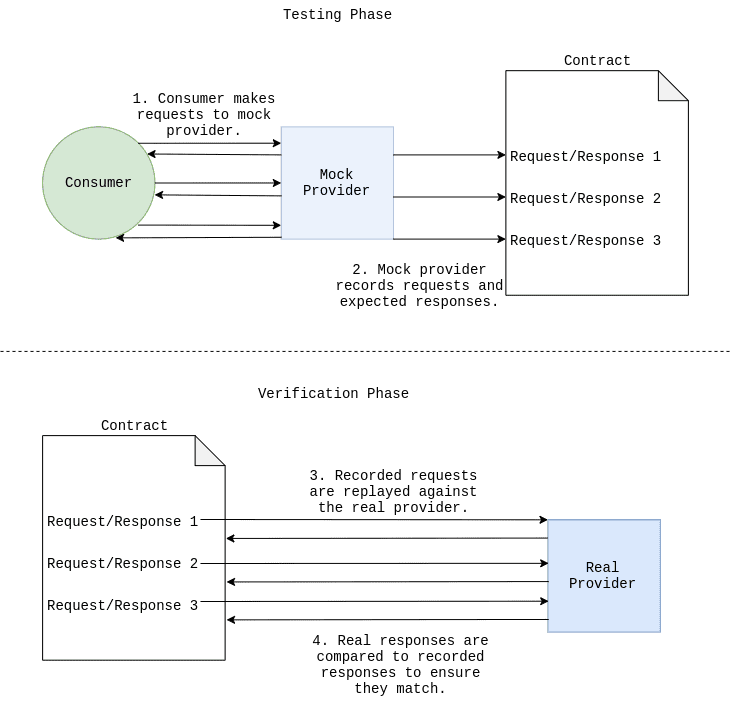 Testing Phase
Contract
1. Consumer makes
requests to mock
provider.
Consumer
Mock
Provider
Request/Response 1
Request/Response 2
Request/Response 3
2. Mock provider
records requests and
expected responses.
Verification Phase
Contract
3. Recorded requests
are replayed against
the real provider.
Request/Response 1
Request/Response 2
Request/Response 3
Real
Provider
4. Real responses are
compared to recorded
responses to ensure
they match.